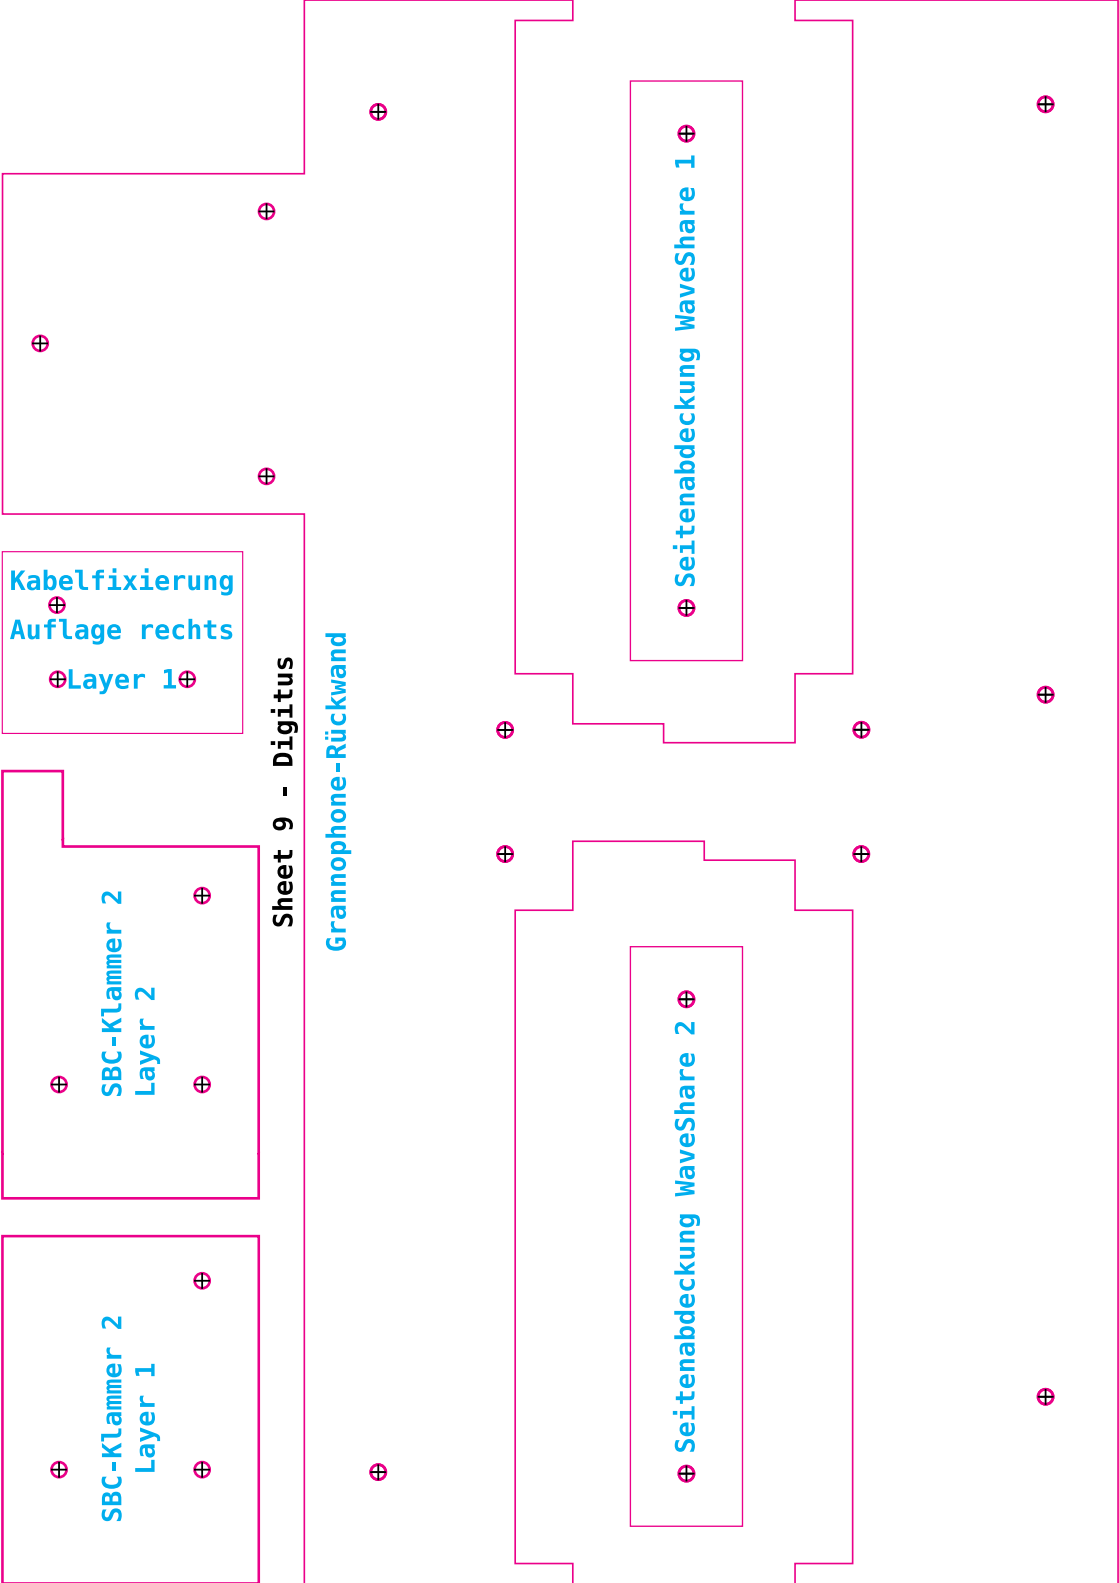 Kabelfixierung
Auflage rechts
Layer 1
SBC-Klammer 2
Layer 2
SBC-Klammer 2
Layer 1
Sheet 9 - Digitus
Grannophone-Rückwand
Seitenabdeckung WaveShare 1
Seitenabdeckung WaveShare 2